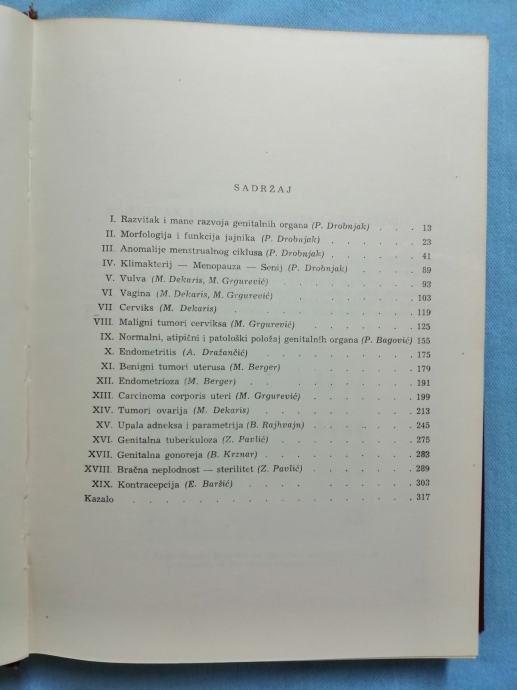 SADRŽAJ
I. Razvitak i mane razvoja genitalnih organa (P. Drobnjak) . . . 13
II. Morfologija i funkcija jajnika (P. Drobnjak) . . . . . . 23
III. Anomalije menstrualnog ciklusa (P. Drobnjak) . . . . . . 41
IV. Klimakterij — Menopauza — Senij (P. Drobnjak) . . . . . 89
V. Vulva (M. Dekaris, M. Grgurević) . . . . . . . . 93
VI Vagina (M. Dekaris, M. Grgurević) . . . . . . . 103
VII Cerviks (M. Dekaris) . . . . . . . . . . 119
VIII. Maligni tumori cerviksa (M. Grgurević) . . . . . . . 125
IX. Normalni, atipični i patološki položaj genitalnih organa (P. Bagović) 155
X. Endometritis (A. Dražančić) . . . . . . . . . 175
XI. Benigni tumori uterusa (M. Berger) . . . . . . . 179
XII. Endometrioza (M. Berger) . . . . . . . . . 191
XIII. Carcinoma corporis uteri (M. Grgurević) . . . . . . 199
XIV. Tumori ovarija (M. Dekaris) . . . . . . . . . 213
XV. Upala adneksa i parametrija (B. Rajhvajn) . . . . . . 245
XVI. Genitalna tuberkuloza (Z. Pavlić) . . . . . . . . 275
XVII. Genitalna gonoreja (B. Krznar) . . . . . . . . 283
XVIII. Bračna neplodnost — sterilitet (Z. Pavlić) . . . . . . 289
XIX. Kontracepcija (E. Baršić) . . . . . . . . . 303
Kazalo . . . . . . . . . . . . . . 317